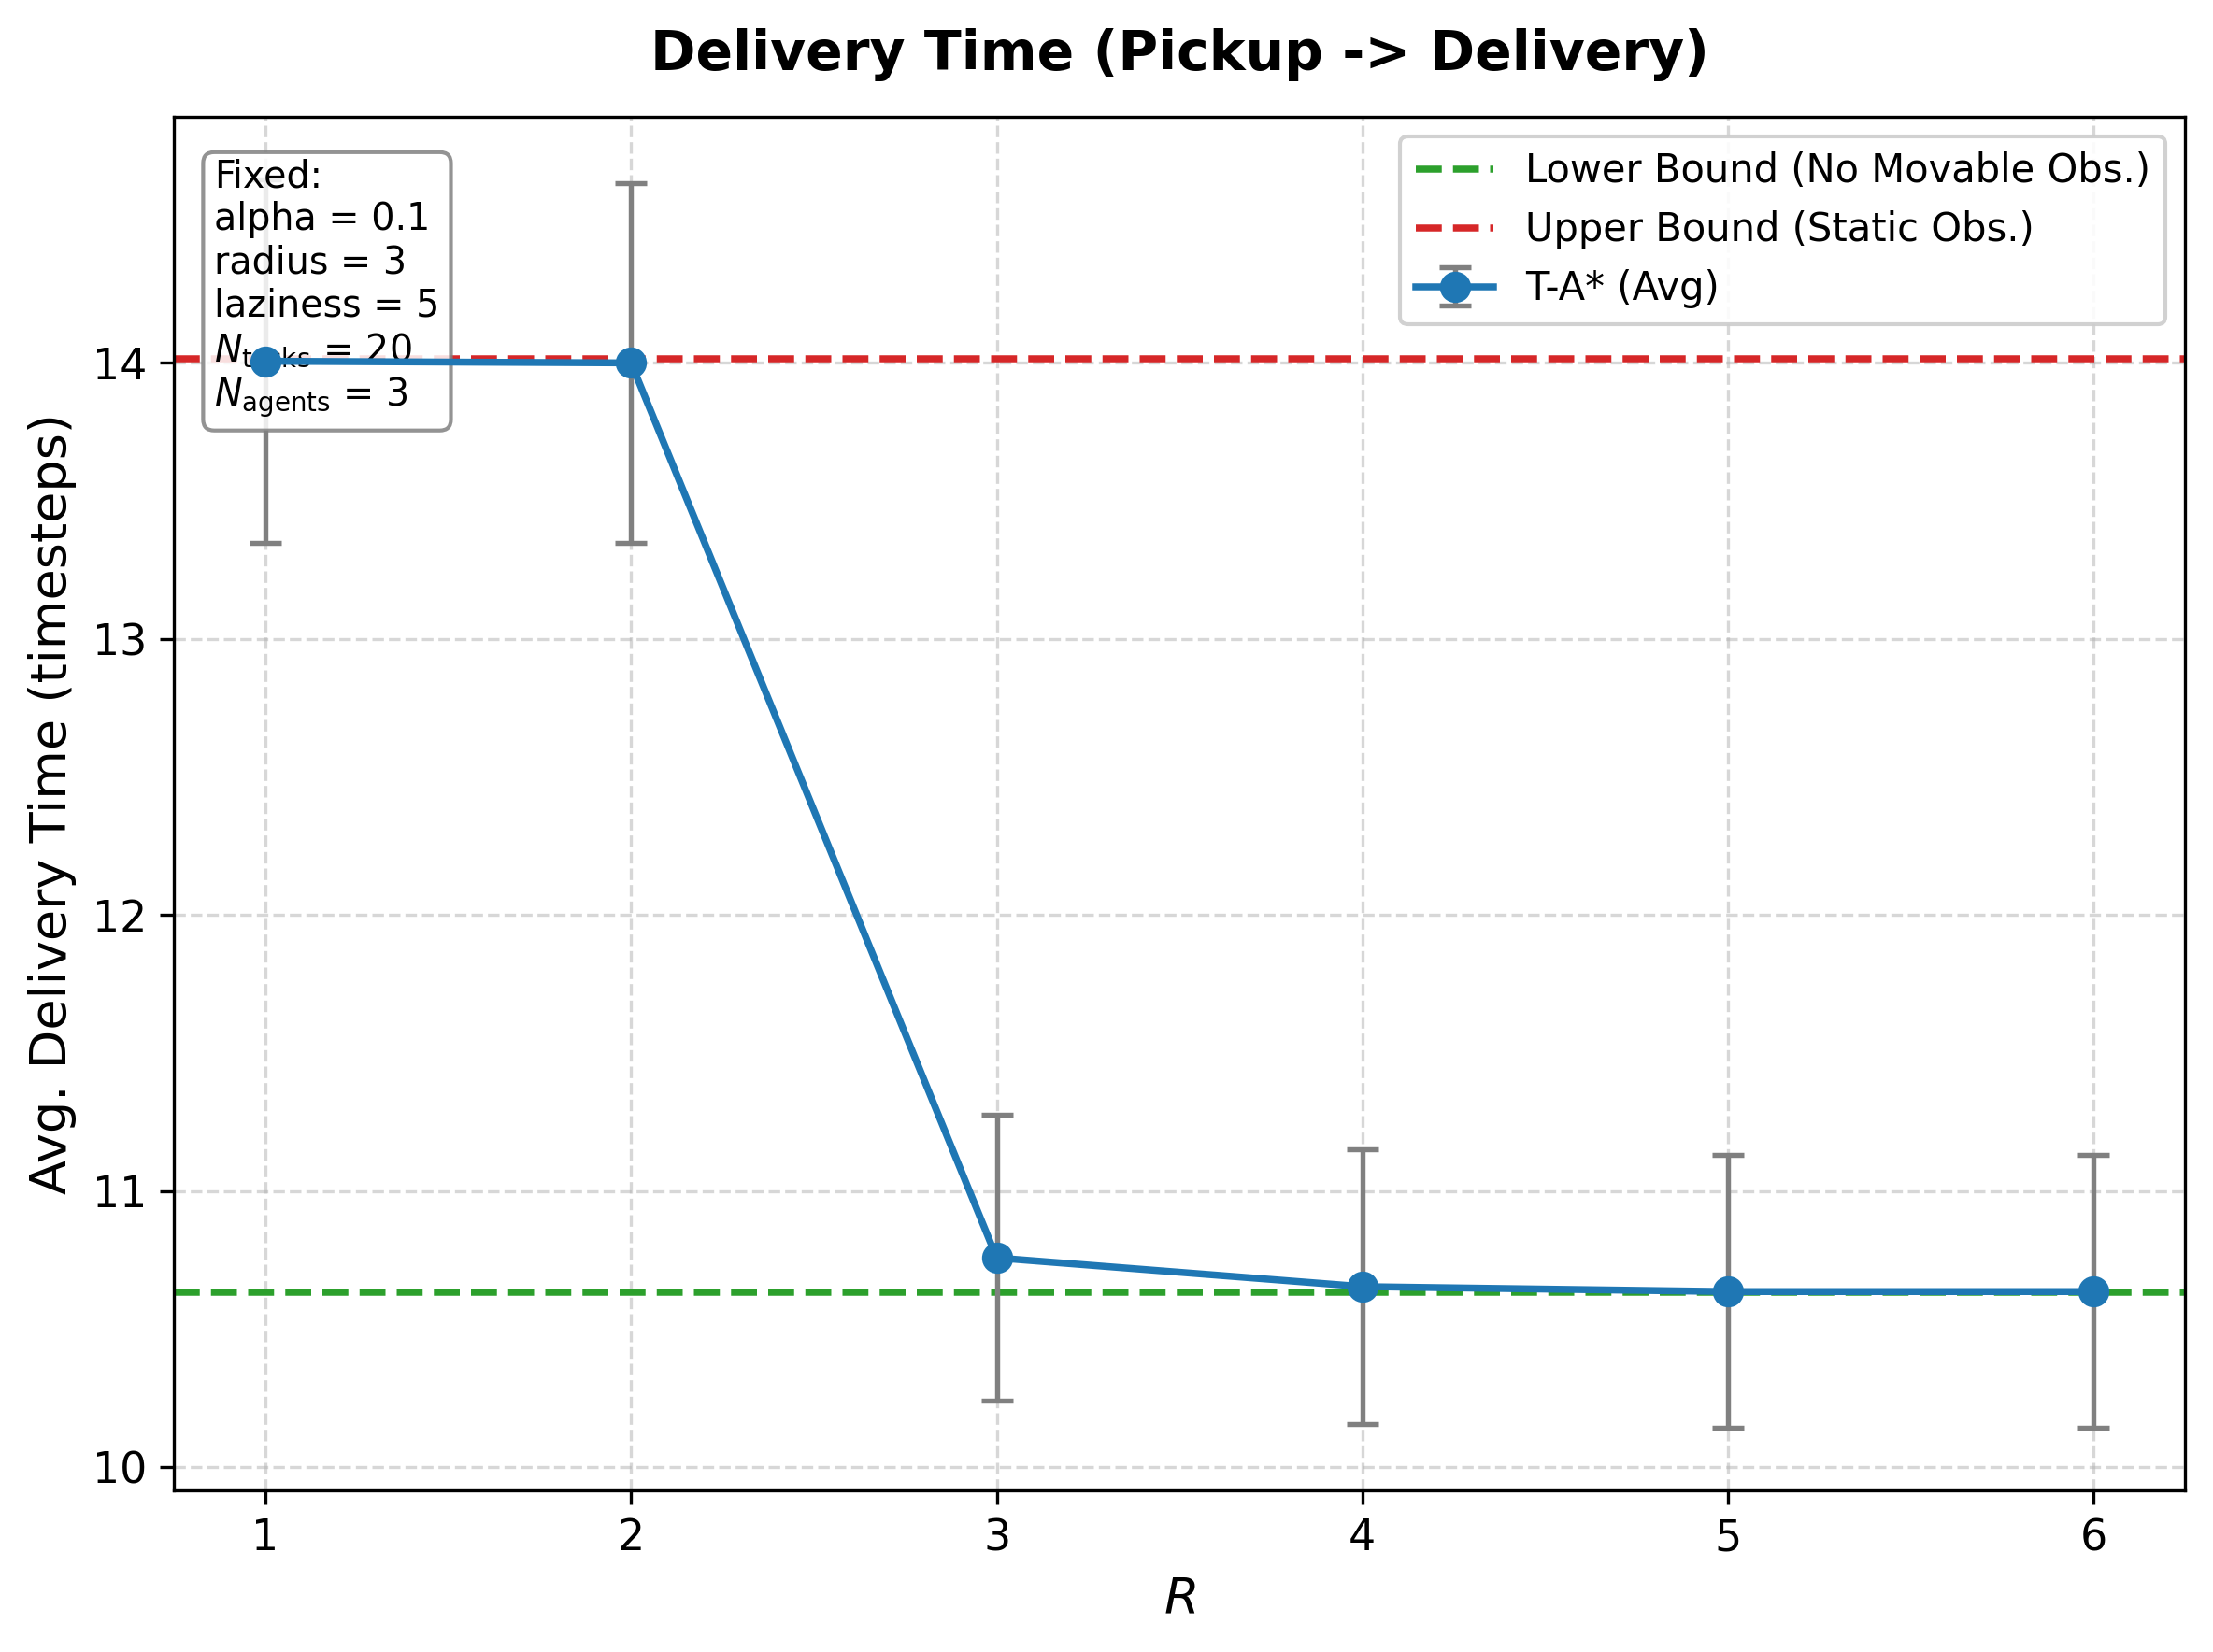 Delivery Time (Pickup -> Delivery)
Fixed:
alpha = 0.1
radius = 3
laziness = 5
N = 20
N_agents = 3
Lower Bound (No Movable Obs.)
Upper Bound (Static Obs.)
T-A* (Avg)
Avg. Delivery Time (timesteps)
14
13
12
11
10
1 2 3 4 5 6
R